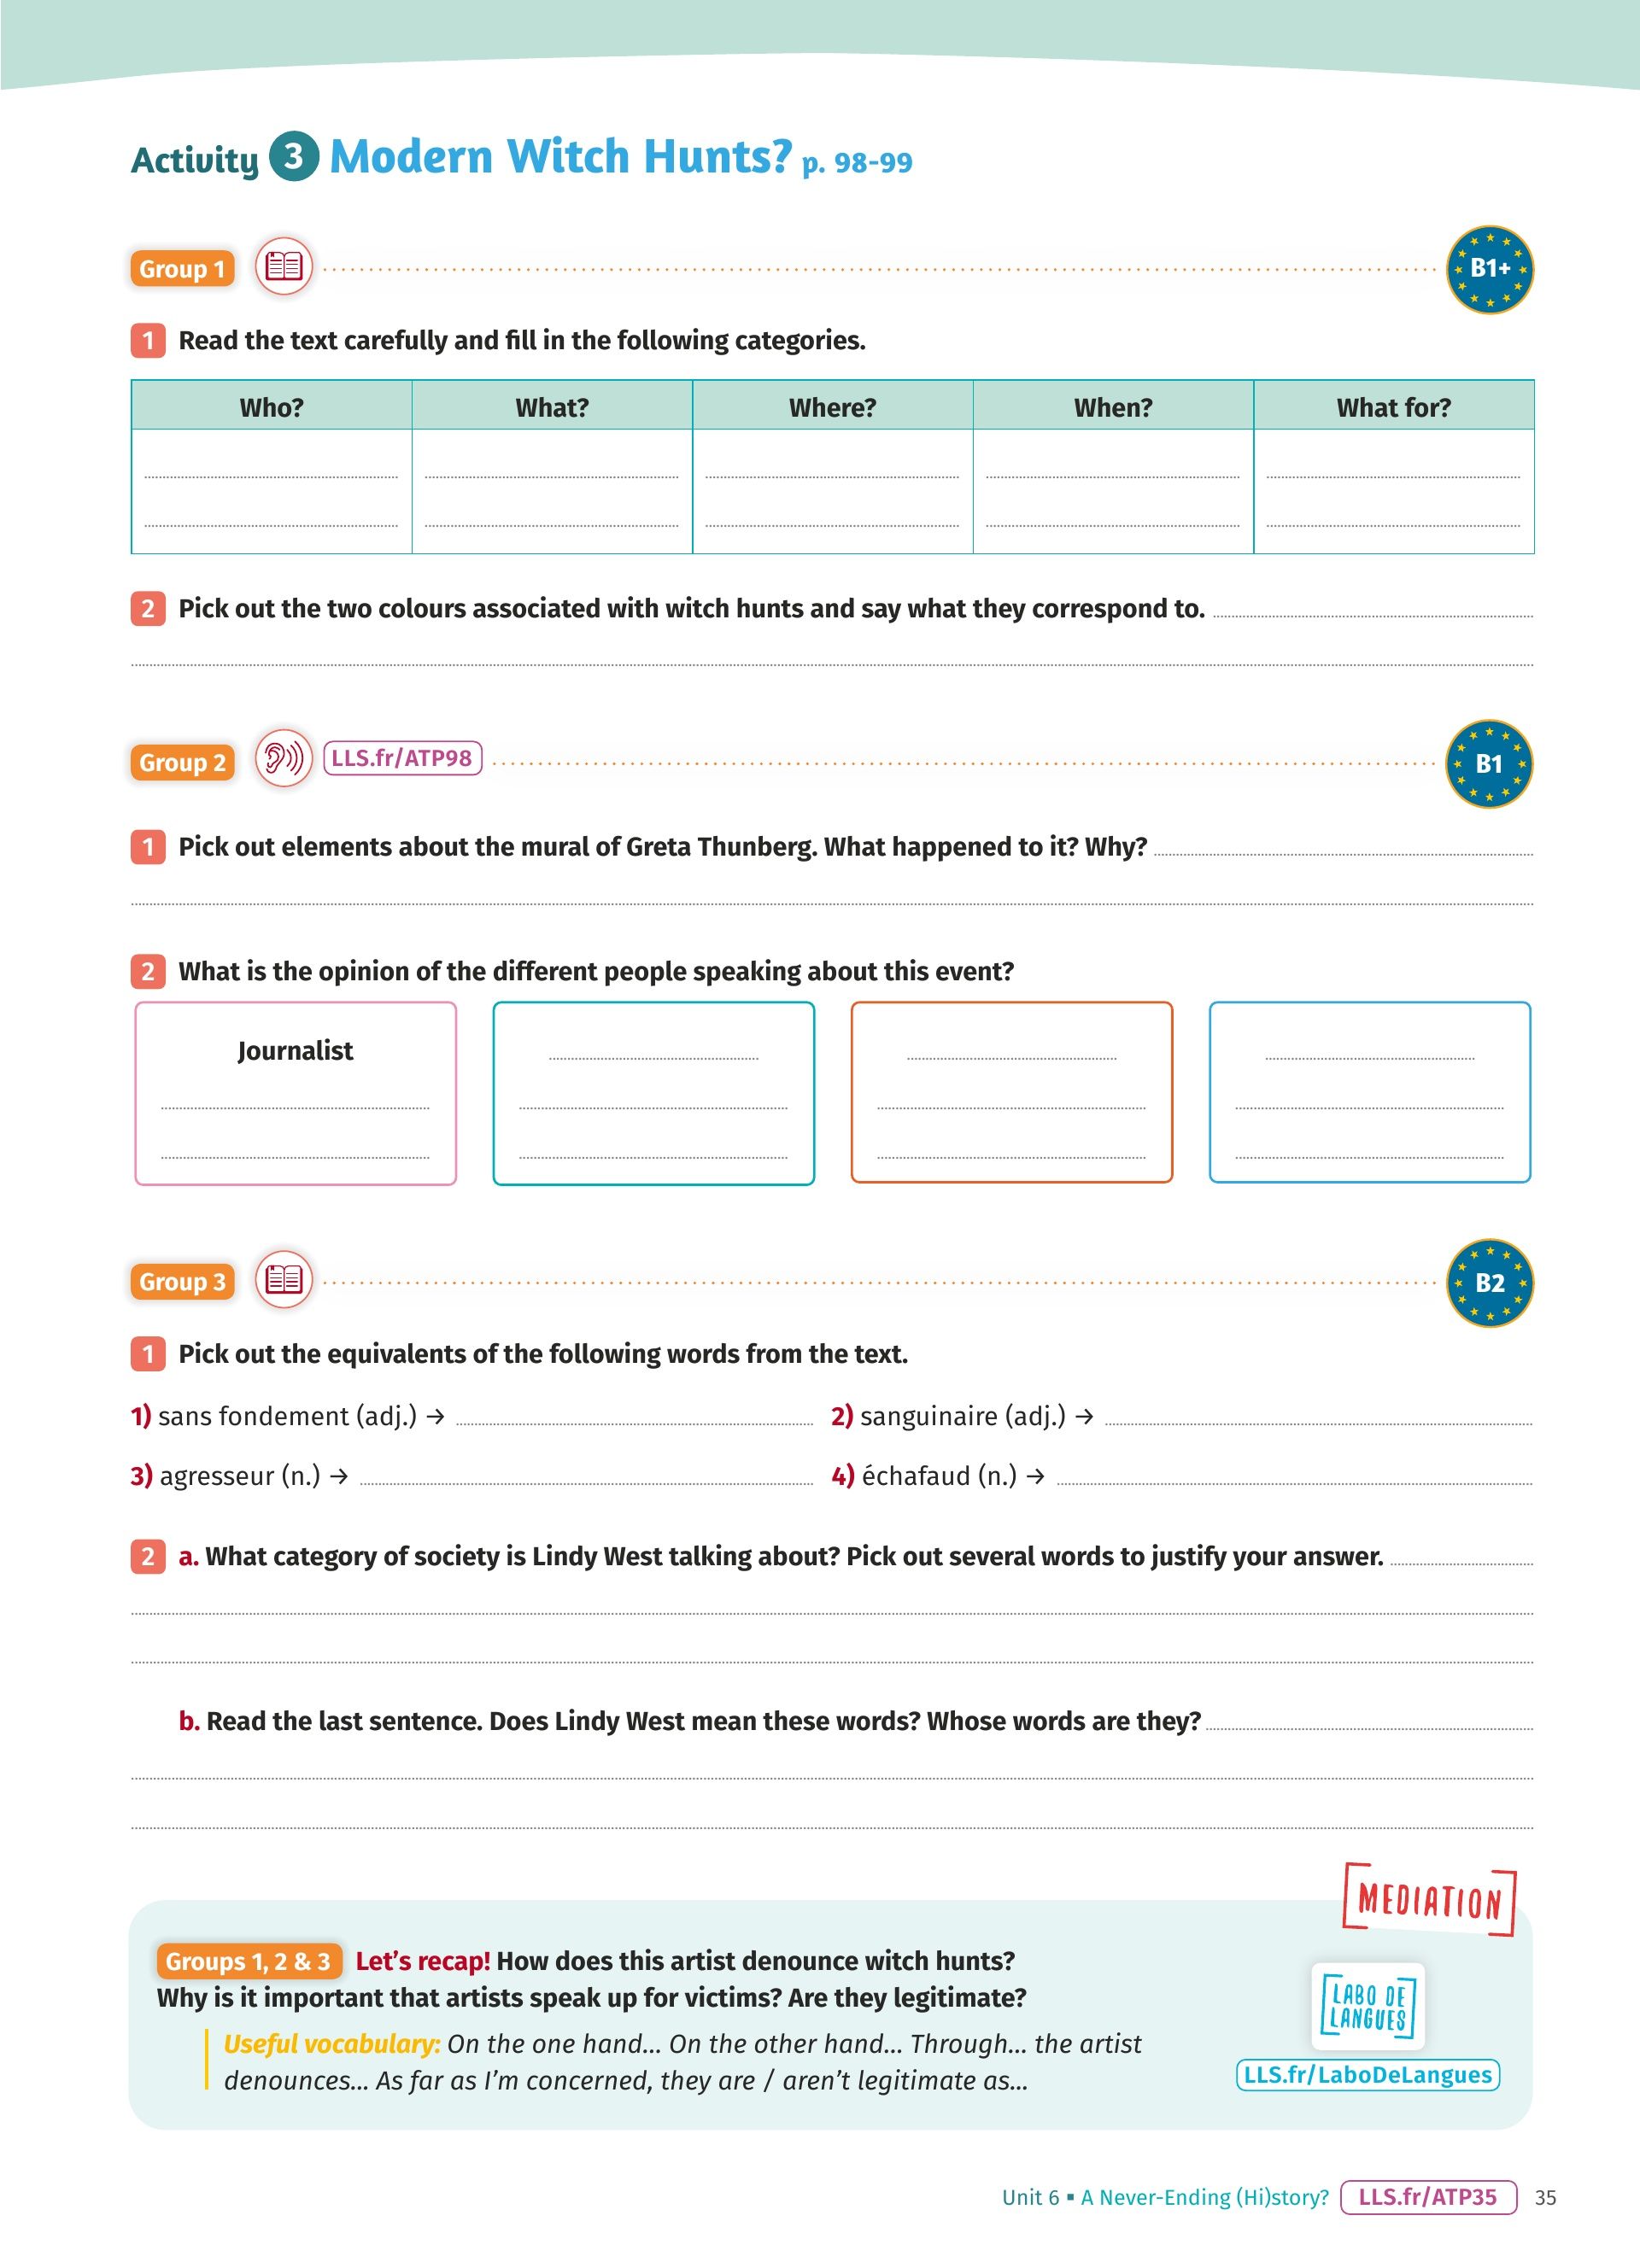 Activity 3 Modern Witch Hunts? p. 98-99
Group 1
B1+
1 Read the text carefully and fill in the following categories.
Who? What? Where? When? What for?
2 Pick out the two colours associated with witch hunts and say what they correspond to.
Group 2 LLS.fr/ATP98
B1
1 Pick out elements about the mural of Greta Thunberg. What happened to it? Why?
2 What is the opinion of the different people speaking about this event?
Journalist
Group 3
B2
1 Pick out the equivalents of the following words from the text.
1) sans fondement (adj.) → 2) sanguinaire (adj.) →
3) agresseur (n.) → 4) échafaud (n.) →
2 a. What category of society is Lindy West talking about? Pick out several words to justify your answer.
b. Read the last sentence. Does Lindy West mean these words? Whose words are they?
MEDIATION
Groups 1, 2 & 3 Let's recap! How does this artist denounce witch hunts?
Why is it important that artists speak up for victims? Are they legitimate?
Useful vocabulary: On the one hand... On the other hand... Through... the artist
denounces... As far as I'm concerned, they are / aren't legitimate as...
LABO DE
LANGUES
LLS.fr/LaboDeLangues
Unit 6 ▪ A Never-Ending (Hi)story? LLS.fr/ATP35 35